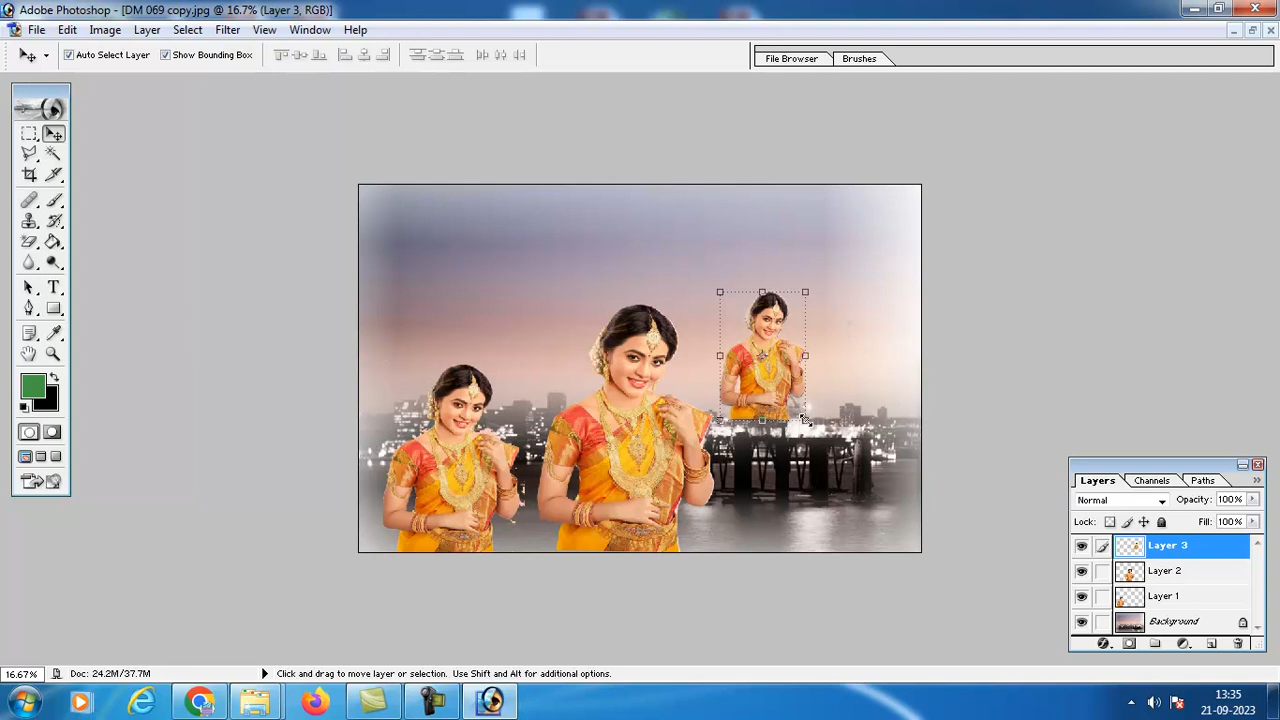 Adobe Photoshop - [DM 069 copy.jpg @ 16.7% (Layer 3, RGB)]
File Edit Image Layer Select Filter View Window Help
Auto Select Layer Show Bounding Box File Browser Brushes
Layers Channels Paths
Normal Opacity: 100%
Lock: Fill: 100%
Layer 3
Layer 2
Layer 1
Background
16.67% Doc: 24.2M/37.7M Click and drag to move layer or selection. Use Shift and Alt for additional options.
13:35
21-09-2023